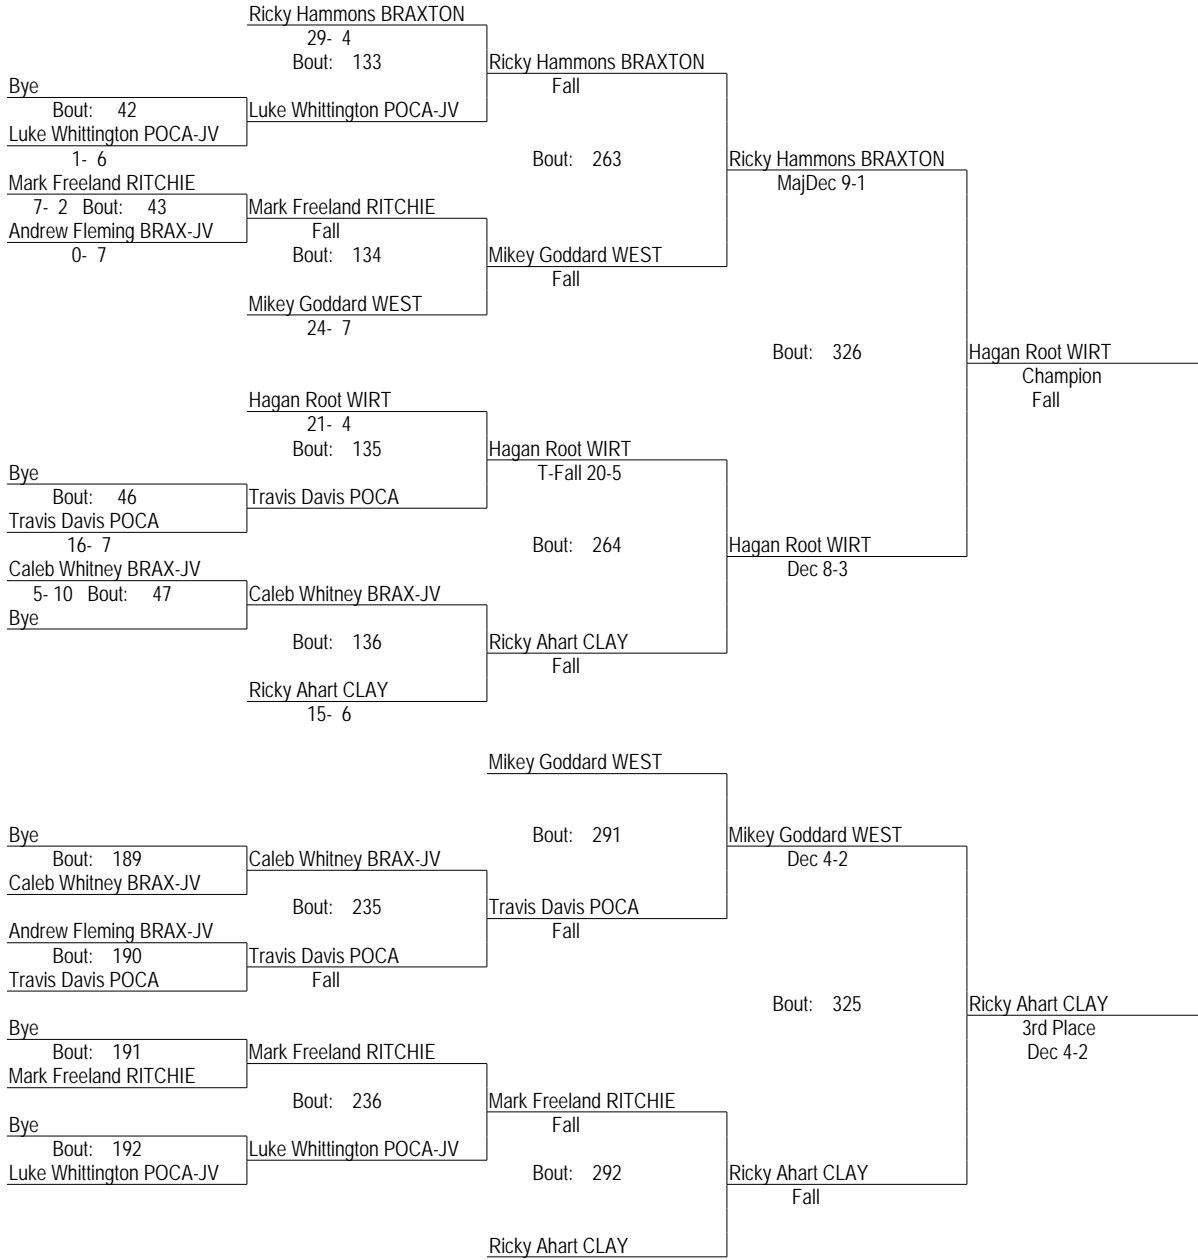 Ricky Hammons BRAXTON
29- 4
Bout: 133
Ricky Hammons BRAXTON
Fall
Bye
Bout: 42
Luke Whittington POCA-JV
Luke Whittington POCA-JV
1- 6
Bout: 263
Ricky Hammons BRAXTON
MajDec 9-1
Mark Freeland RITCHIE
7- 2 Bout: 43
Mark Freeland RITCHIE
Andrew Fleming BRAX-JV
Fall
0- 7
Bout: 134
Mikey Goddard WEST
Fall
Mikey Goddard WEST
24- 7
Bout: 326
Hagan Root WIRT
Champion
Fall
Hagan Root WIRT
21- 4
Bout: 135
Hagan Root WIRT
T-Fall 20-5
Bye
Bout: 46
Travis Davis POCA
Travis Davis POCA
16- 7
Bout: 264
Hagan Root WIRT
Dec 8-3
Caleb Whitney BRAX-JV
5- 10 Bout: 47
Caleb Whitney BRAX-JV
Bye
Bout: 136
Ricky Ahart CLAY
Fall
Ricky Ahart CLAY
15- 6
Mikey Goddard WEST
Bout: 291
Mikey Goddard WEST
Dec 4-2
Bye
Bout: 189
Caleb Whitney BRAX-JV
Caleb Whitney BRAX-JV
Bout: 235
Travis Davis POCA
Fall
Andrew Fleming BRAX-JV
Bout: 190
Travis Davis POCA
Travis Davis POCA
Fall
Bout: 325
Ricky Ahart CLAY
3rd Place
Dec 4-2
Bye
Bout: 191
Mark Freeland RITCHIE
Mark Freeland RITCHIE
Bout: 236
Mark Freeland RITCHIE
Fall
Bye
Bout: 192
Luke Whittington POCA-JV
Luke Whittington POCA-JV
Bout: 292
Ricky Ahart CLAY
Fall
Ricky Ahart CLAY